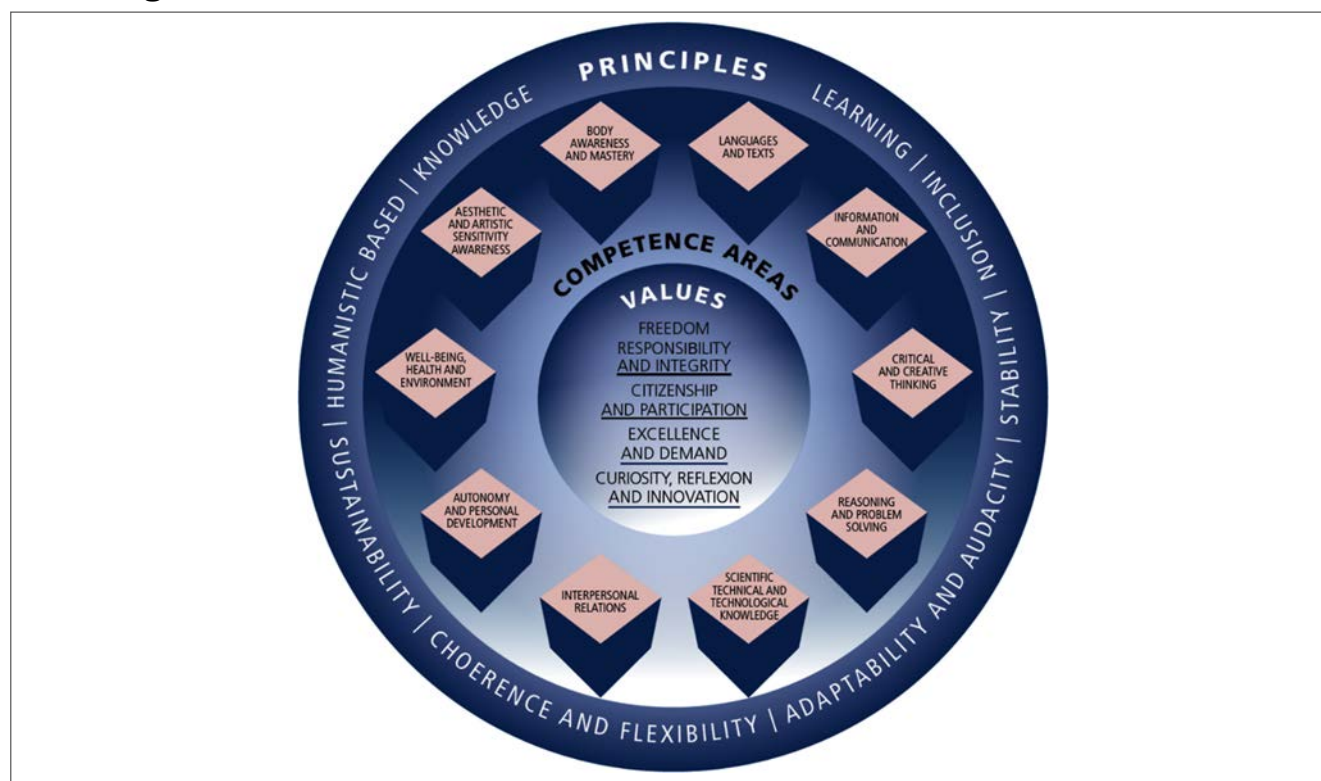 PRINCIPLES
LEARNING | INCLUSION | STABILITY | ADAPTABILITY AND AUDACITY | CHOERENCE AND FLEXIBILITY | SUSTAINABILITY | HUMANISTIC BASED | KNOWLEDGE
BODY
AWARENESS
AND MASTERY
LANGUAGES
AND TEXTS
AESTHETIC
AND ARTISTIC
SENSITIVITY
AWARENESS
INFORMATION
AND
COMMUNICATION
COMPETENCE AREAS
VALUES
FREEDOM
RESPONSIBILITY
AND INTEGRITY
CITIZENSHIP
AND PARTICIPATION
EXCELLENCE
AND DEMAND
CURIOSITY, REFLEXION
AND INNOVATION
WELL-BEING,
HEALTH AND
ENVIRONMENT
CRITICAL
AND CREATIVE
THINKING
AUTONOMY
AND PERSONAL
DEVELOPMENT
REASONING
AND PROBLEM
SOLVING
INTERPERSONAL
RELATIONS
SCIENTIFIC
TECHNICAL AND
TECHNOLOGICAL
KNOWLEDGE